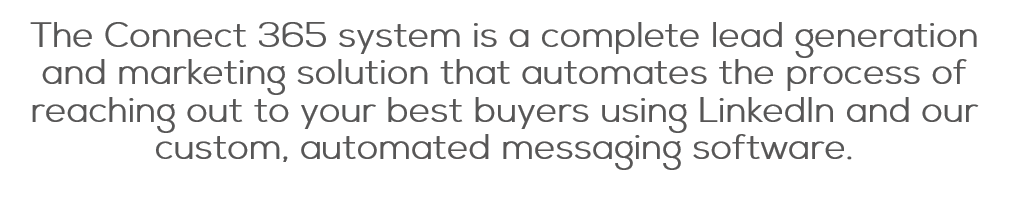 The Connect 365 system is a complete lead generation
and marketing solution that automates the process of
reaching out to your best buyers using LinkedIn and our
custom, automated messaging software.